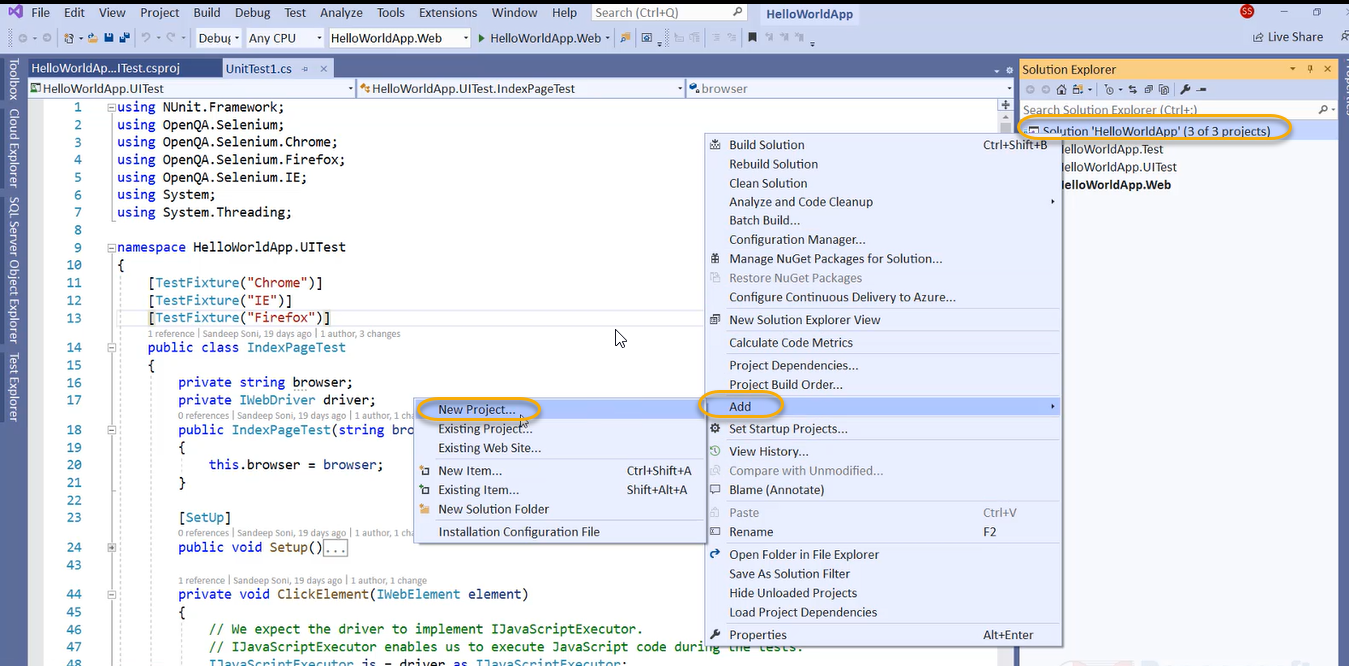 File Edit View Project Build Debug Test Analyze Tools Extensions Window Help Search (Ctrl+Q) HelloWorldApp SS
Debug Any CPU HelloWorldApp.Web HelloWorldApp.Web Live Share
HelloWorldAp...ITest.csproj UnitTest1.cs
HelloWorldApp.UITest HelloWorldApp.UITest.IndexPageTest browser
Toolbox
Cloud Explorer
SQL Server Object Explorer
Test Explorer
1 using NUnit.Framework;
2 using OpenQA.Selenium;
3 using OpenQA.Selenium.Chrome;
4 using OpenQA.Selenium.Firefox;
5 using OpenQA.Selenium.IE;
6 using System;
7 using System.Threading;
8
9 namespace HelloWorldApp.UITest
10 {
11 [TestFixture("Chrome")]
12 [TestFixture("IE")]
13 [TestFixture("Firefox")]
1 reference | Sandeep Soni, 19 days ago | 1 author, 3 changes
14 public class IndexPageTest
15 {
16 private string browser;
17 private IWebDriver driver;
0 references | Sandeep Soni, 19 days ago | 1 author, 1 cha
18 public IndexPageTest(string bro
19 {
20 this.browser = browser;
21 }
22
23 [SetUp]
0 references | Sandeep Soni, 19 days ago | 1 author, 1 cha
24 public void Setup()...
43
1 reference | Sandeep Soni, 19 days ago | 1 author, 1 change
44 private void ClickElement(IWebElement element)
45 {
46 // We expect the driver to implement IJavaScriptExecutor.
47 // IJavaScriptExecutor enables us to execute JavaScript code during the tests.
48 IJavaScriptExecutor js = driver as IJavaScriptExecutor;
New Project...
Existing Project...
Existing Web Site...
New Item... Ctrl+Shift+A
Existing Item... Shift+Alt+A
New Solution Folder
Installation Configuration File
Build Solution Ctrl+Shift+B
Rebuild Solution
Clean Solution
Analyze and Code Cleanup
Batch Build...
Configuration Manager...
Manage NuGet Packages for Solution...
Restore NuGet Packages
Configure Continuous Delivery to Azure...
New Solution Explorer View
Calculate Code Metrics
Project Dependencies...
Project Build Order...
Add
Set Startup Projects...
View History...
Compare with Unmodified...
Blame (Annotate)
Paste Ctrl+V
Rename F2
Open Folder in File Explorer
Save As Solution Filter
Hide Unloaded Projects
Load Project Dependencies
Properties Alt+Enter
Solution Explorer
Search Solution Explorer (Ctrl+;)
Solution 'HelloWorldApp' (3 of 3 projects)
elloWorldApp.Test
elloWorldApp.UITest
elloWorldApp.Web